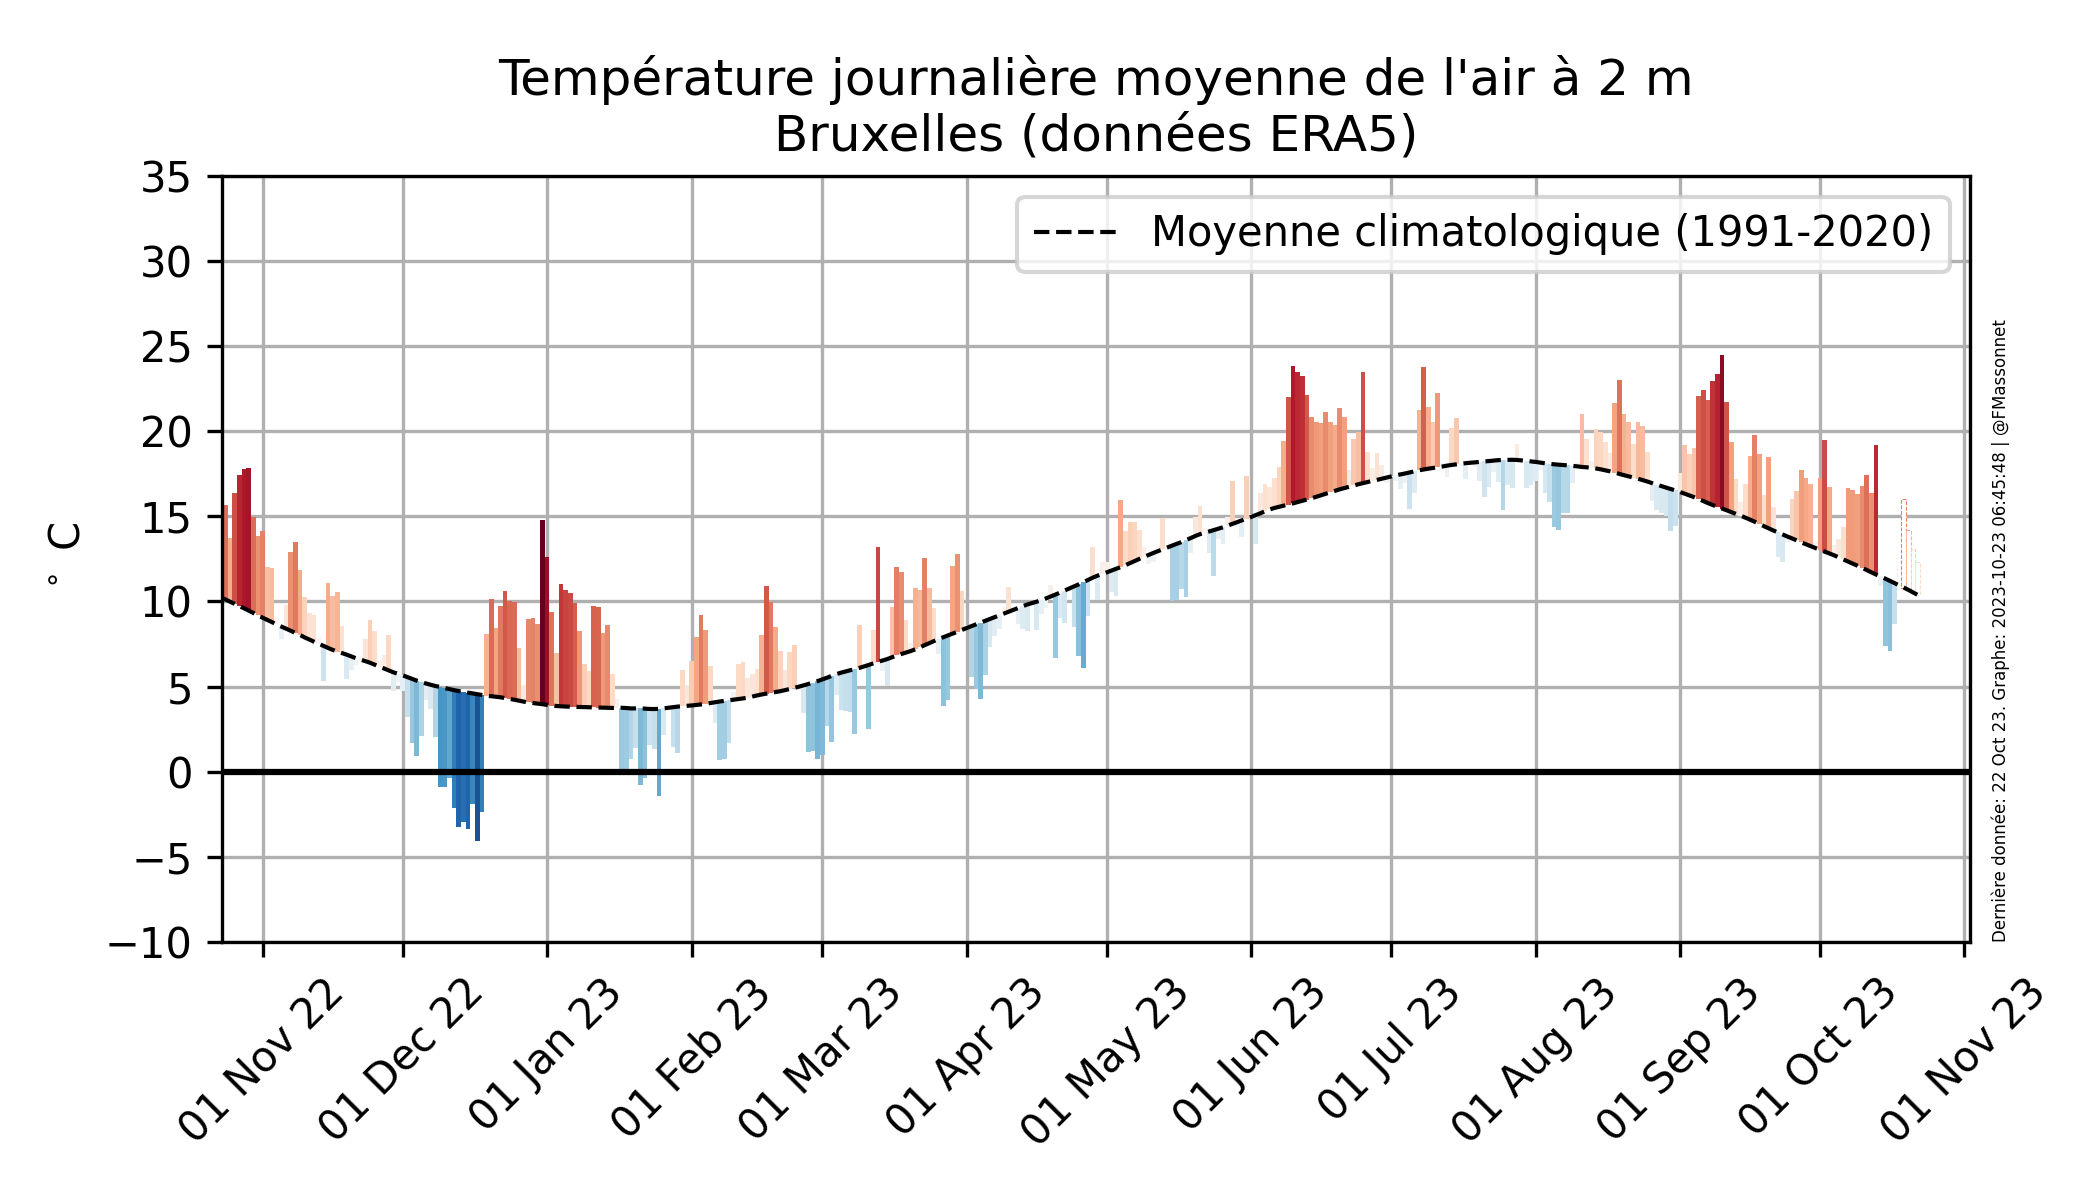 Température journalière moyenne de l'air à 2 m
Bruxelles (données ERA5)
35
30
25
20
15
10
5
0
−5
−10
° C
Moyenne climatologique (1991-2020)
01 Nov 22
01 Dec 22
01 Jan 23
01 Feb 23
01 Mar 23
01 Apr 23
01 May 23
01 Jun 23
01 Jul 23
01 Aug 23
01 Sep 23
01 Oct 23
01 Nov 23
Dernière donnée: 22 Oct 23. Graphe: 2023-10-23 06:45:48 | @FMassonnet